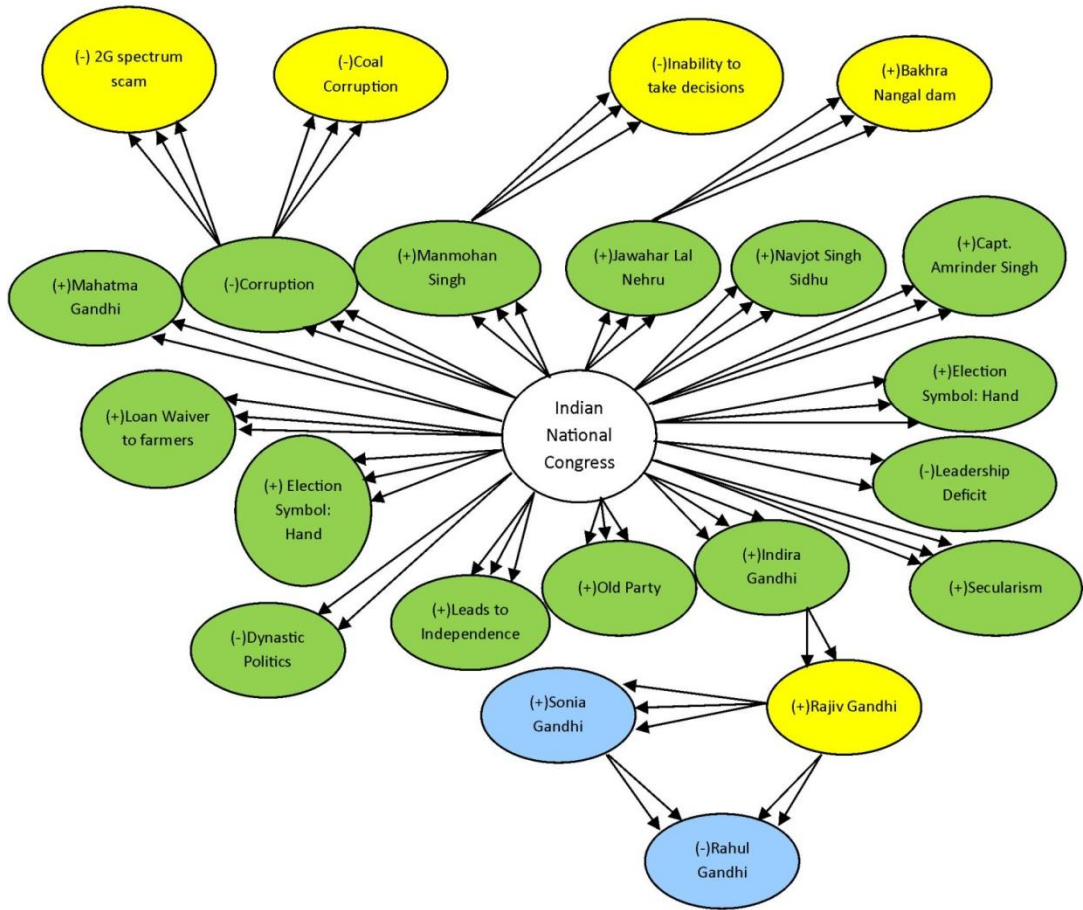 (-) 2G spectrum
scam
(-)Coal
Corruption
(-)Inability to
take decisions
(+)Bakhra
Nangal dam
(+)Mahatma
Gandhi
(-)Corruption
(+)Manmohan
Singh
(+)Jawahar Lal
Nehru
(+)Navjot Singh
Sidhu
(+)Capt.
Amrinder Singh
(+)Loan Waiver
to farmers
Indian
National
Congress
(+)Election
Symbol: Hand
(+) Election
Symbol:
Hand
(-)Leadership
Deficit
(-)Dynastic
Politics
(+)Leads to
Independence
(+)Old Party
(+)Indira
Gandhi
(+)Secularism
(+)Sonia
Gandhi
(+)Rajiv Gandhi
(-)Rahul
Gandhi